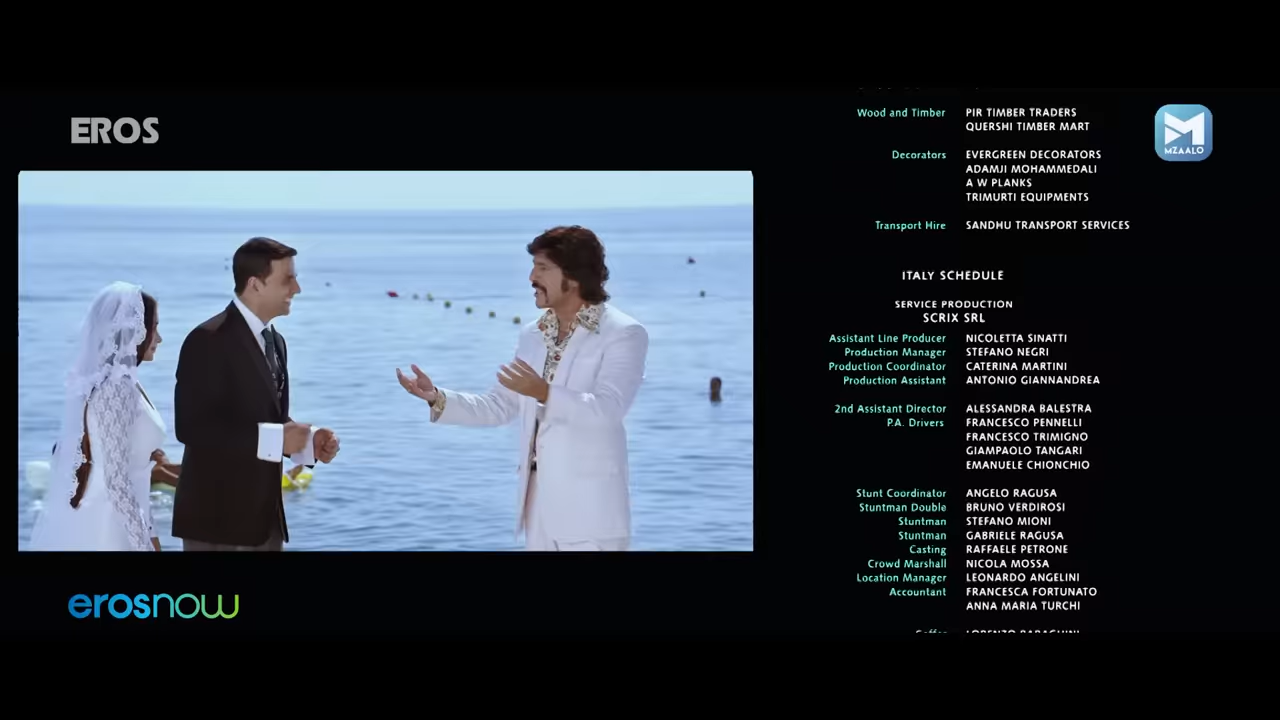 EROS
erosnow
MZAALO
Wood and Timber PIR TIMBER TRADERS
QUERSHI TIMBER MART
Decorators EVERGREEN DECORATORS
ADAMJI MOHAMMEDALI
A W PLANKS
TRIMURTI EQUIPMENTS
Transport Hire SANDHU TRANSPORT SERVICES
ITALY SCHEDULE
SERVICE PRODUCTION
SCRIX SRL
Assistant Line Producer NICOLETTA SINATTI
Production Manager STEFANO NEGRI
Production Coordinator CATERINA MARTINI
Production Assistant ANTONIO GIANNANDREA
2nd Assistant Director ALESSANDRA BALESTRA
P.A. Drivers FRANCESCO PENNELLI
FRANCESCO TRIMIGNO
GIAMPAOLO TANGARI
EMANUELE CHIONCHIO
Stunt Coordinator ANGELO RAGUSA
Stuntman Double BRUNO VERDIROSI
Stuntman STEFANO MIONI
Stuntman GABRIELE RAGUSA
Casting RAFFAELE PETRONE
Crowd Marshall NICOLA MOSSA
Location Manager LEONARDO ANGELINI
Accountant FRANCESCA FORTUNATO
ANNA MARIA TURCHI